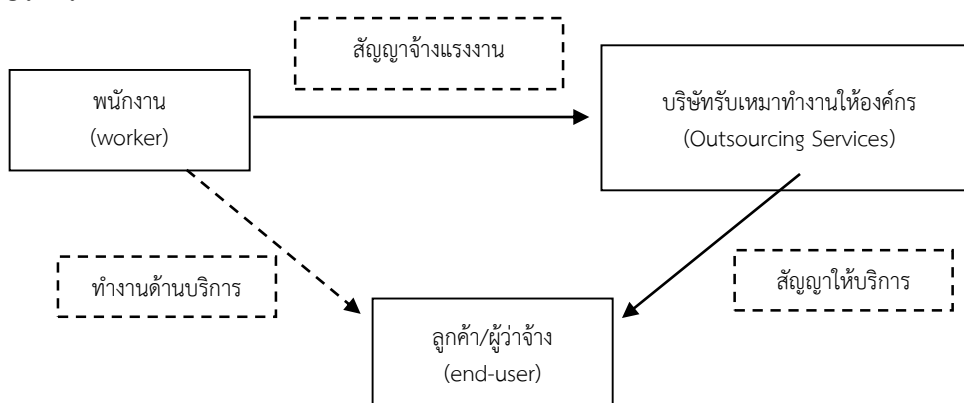 สัญญาจ้างแรงงาน
พนักงาน
(worker)
บริษัทรับเหมาทำงานให้องค์กร
(Outsourcing Services)
ทำงานด้านบริการ
สัญญาให้บริการ
ลูกค้า/ผู้ว่าจ้าง
(end-user)